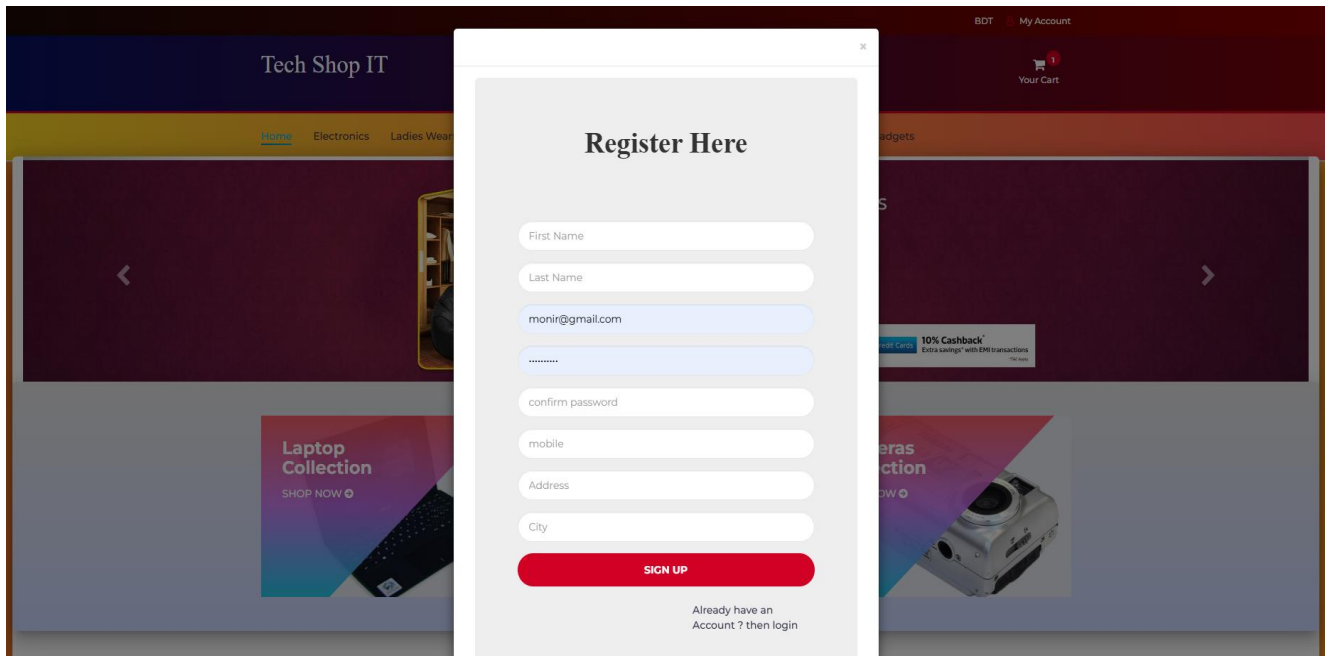 BDT My Account
×
Tech Shop IT
1
Your Cart
Home Electronics Ladies Wear
adgets
Register Here
S
First Name
Last Name
monir@gmail.com
..........
confirm password
10% Cashback*
Extra savings* with EMI transactions
mobile
Address
City
Laptop
Collection
SHOP NOW
eras
ction
OW
SIGN UP
Already have an
Account ? then login